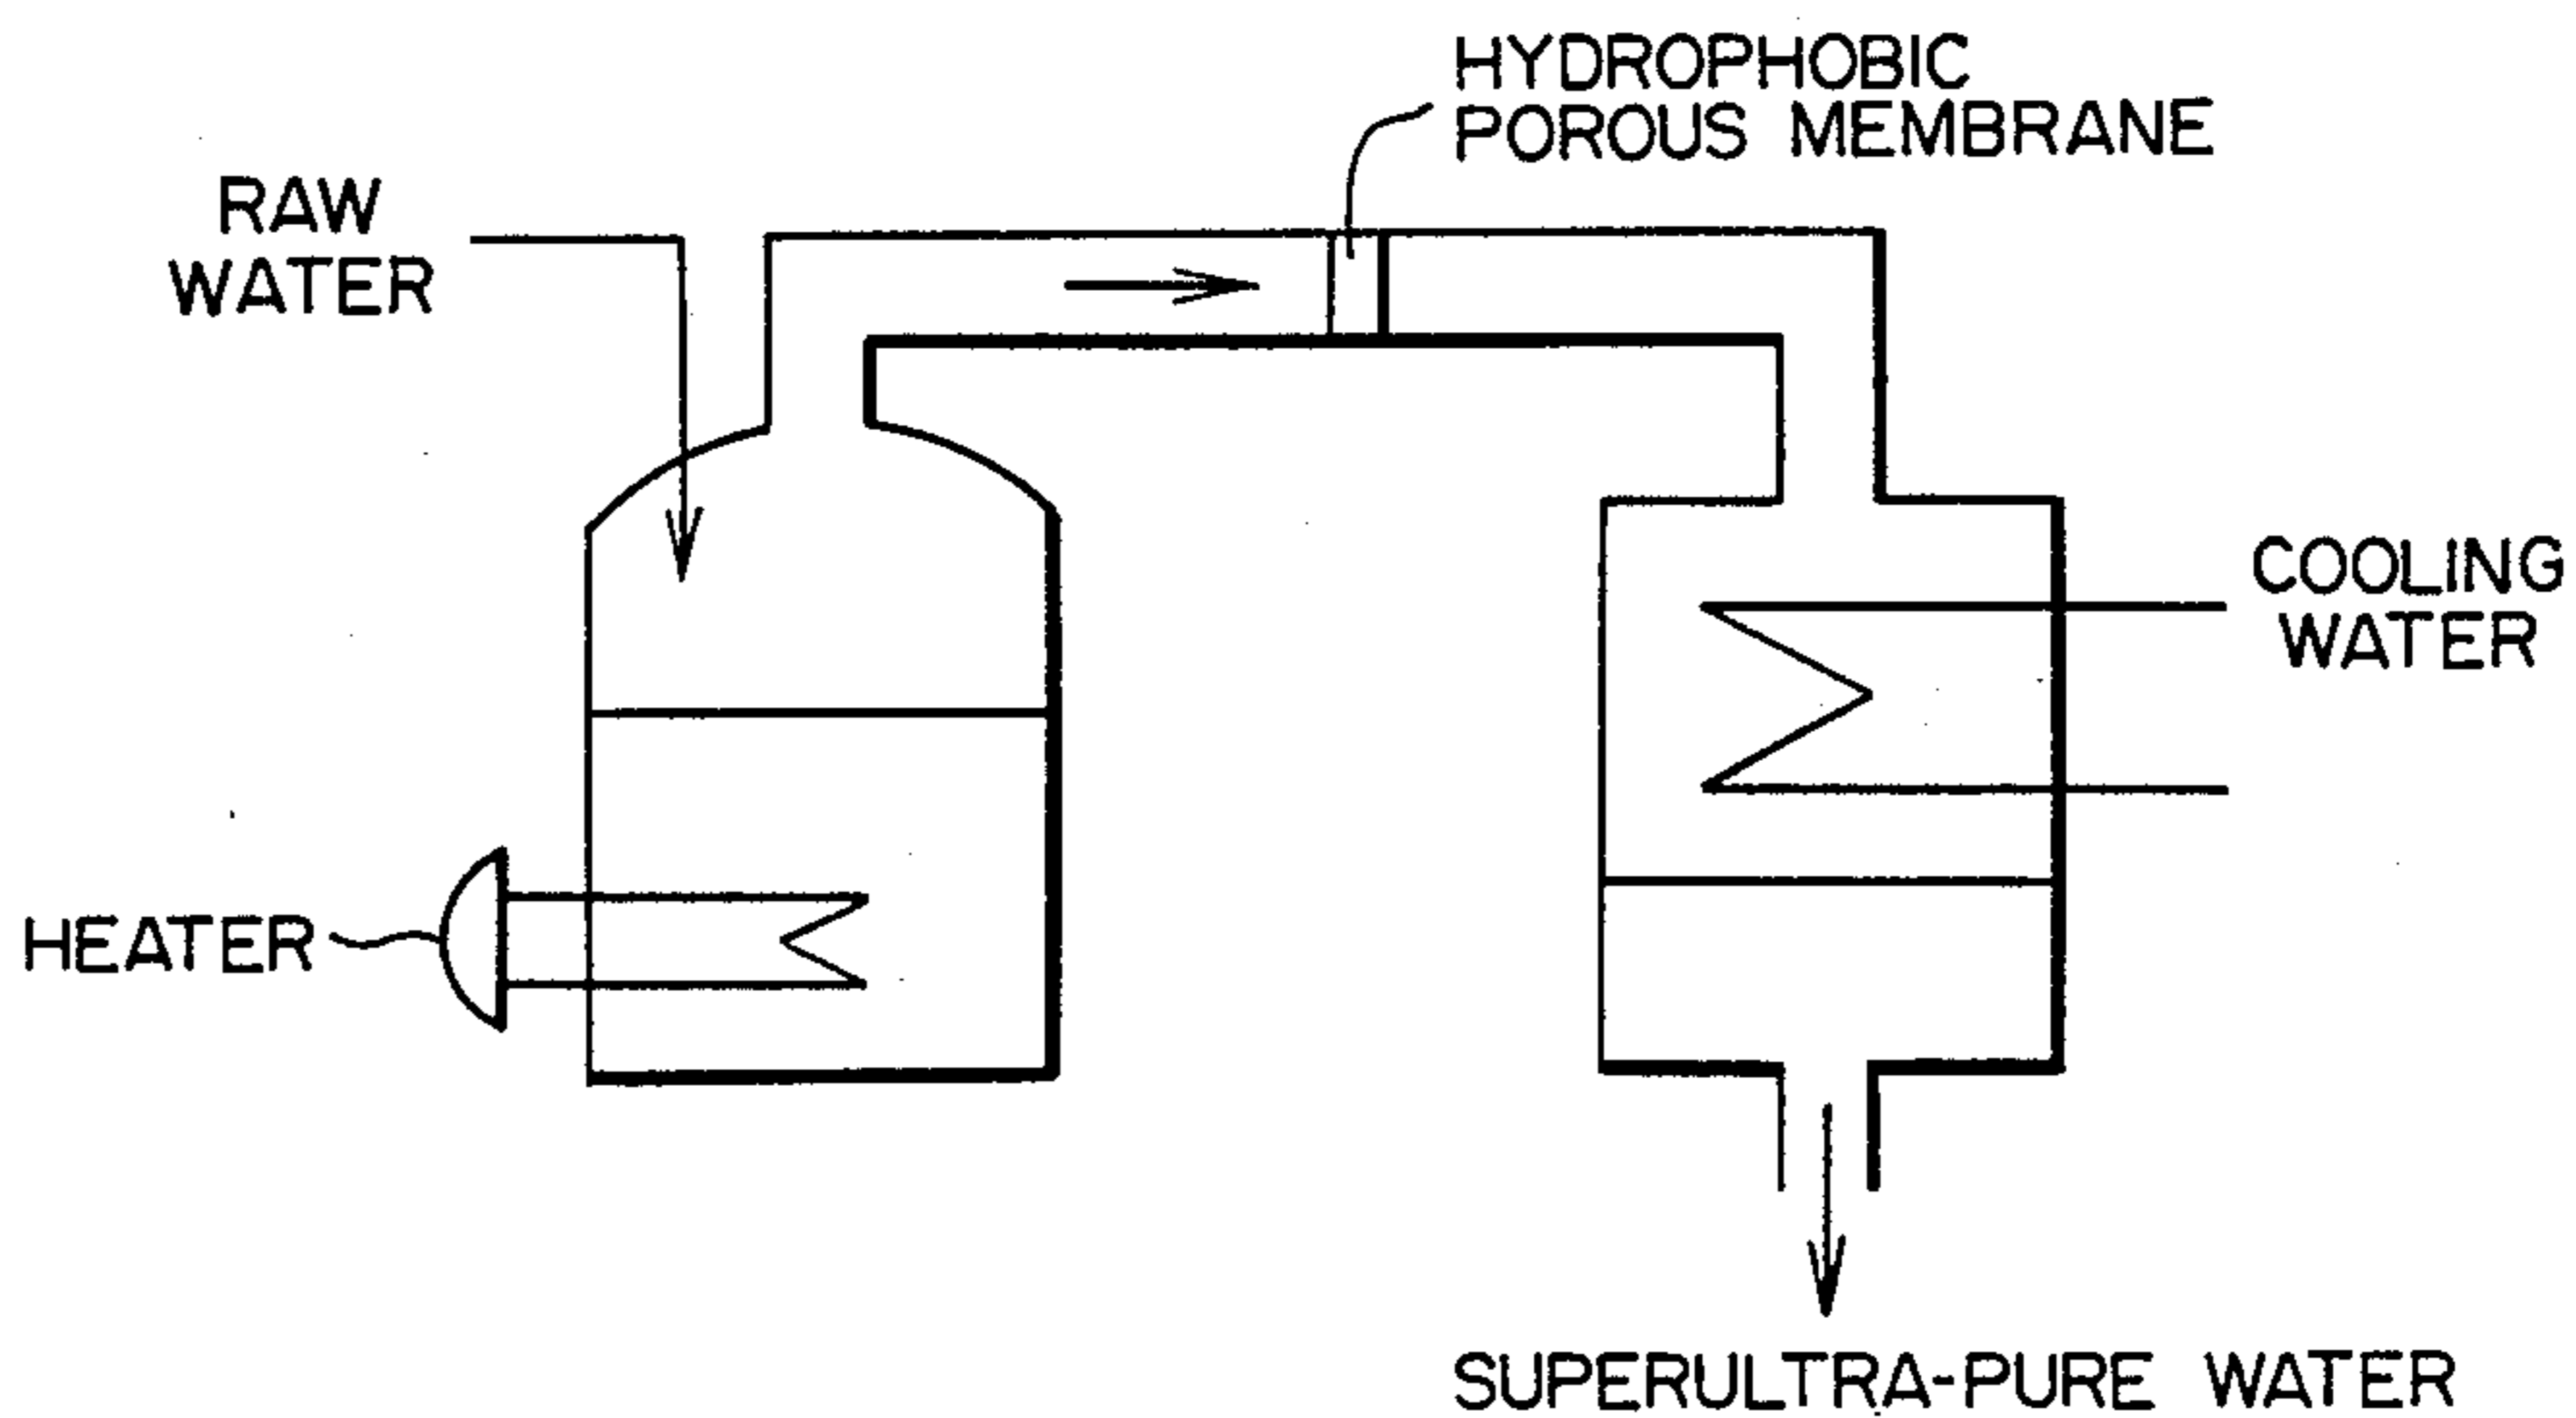 HYDROPHOBIC
POROUS MEMBRANE
RAW
WATER
COOLING
WATER
HEATER
SUPERULTRA-PURE WATER